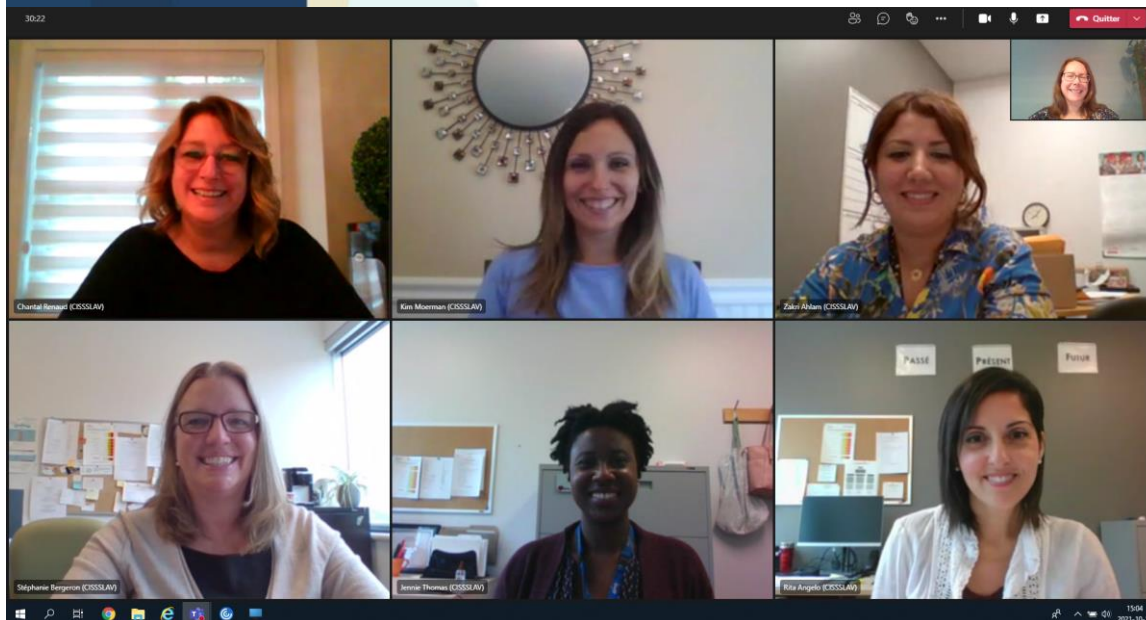 30:22
Quitter
Chantal Renaud (CISSSLAV)
Kim Moerman (CISSSLAV)
Zakri Ahlam (CISSSLAV)
PASSÉ
PRÉSENT
FUTUR
Stéphanie Bergeron (CISSSLAV)
Jennie Thomas (CISSSLAV)
Rita Angelo (CISSSLAV)
15:04